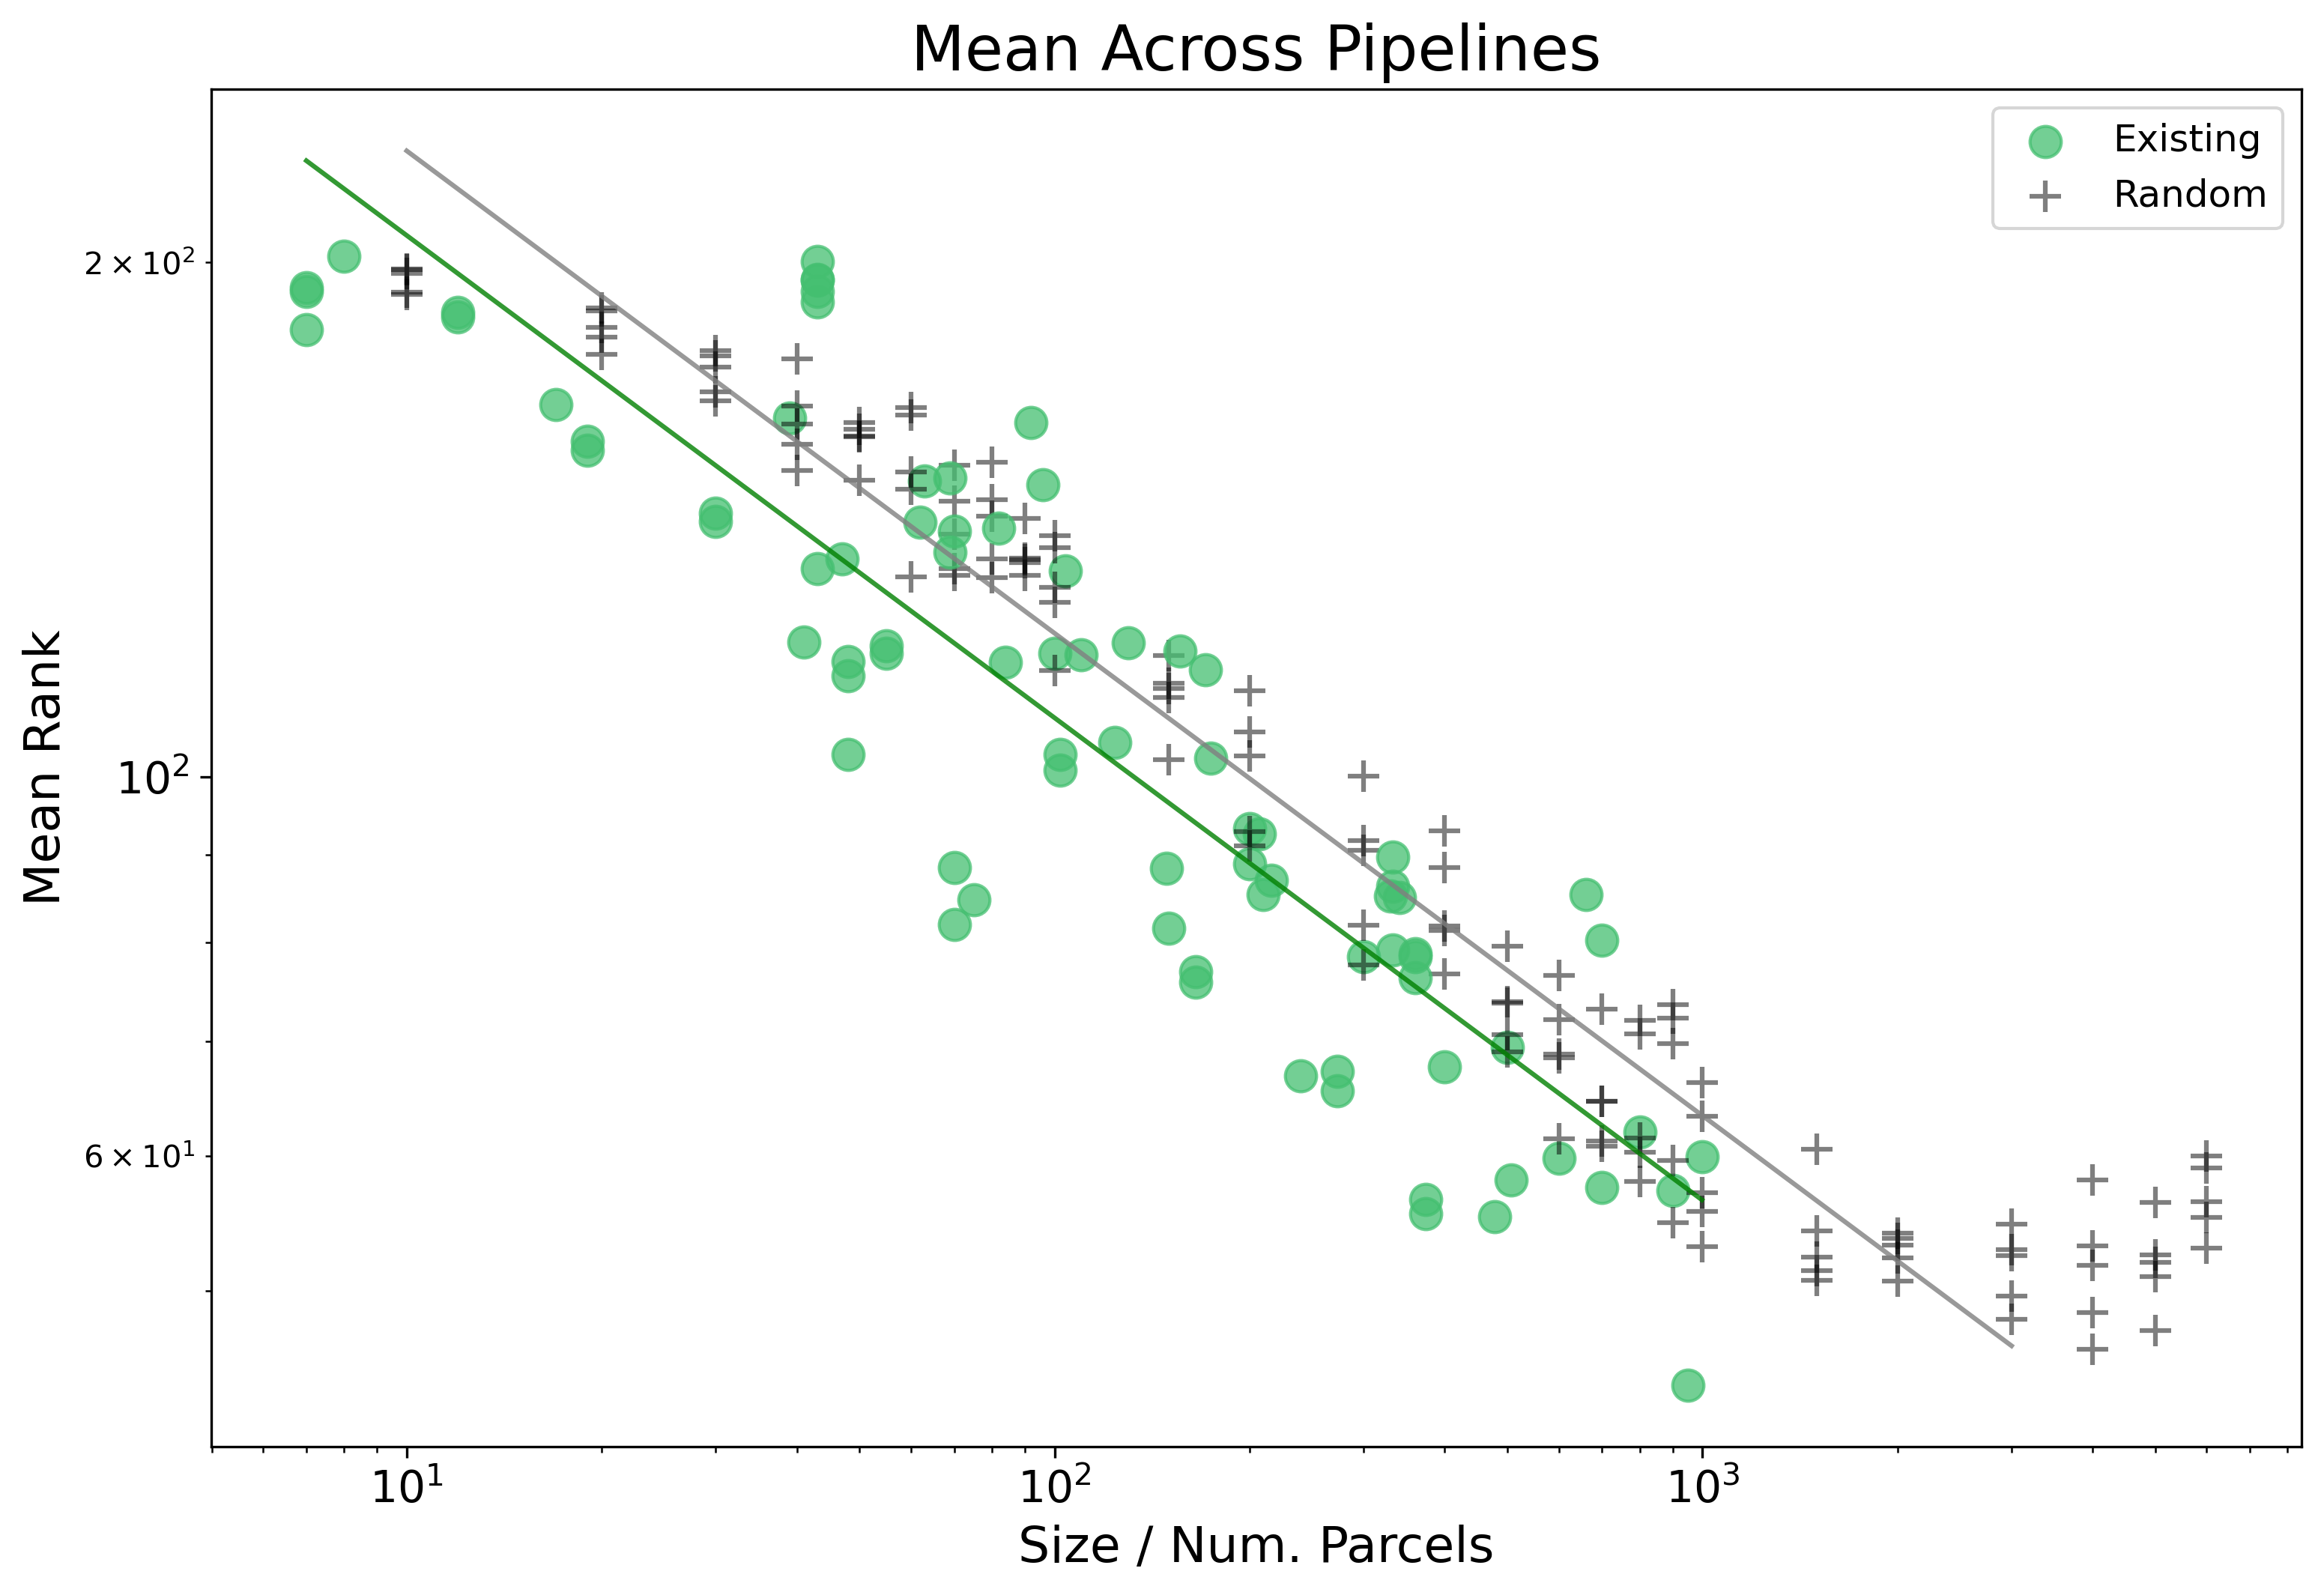 Mean Across Pipelines
Existing
Random
2 × 10²
10²
6 × 10¹
Mean Rank
10¹
10²
10³
Size / Num. Parcels